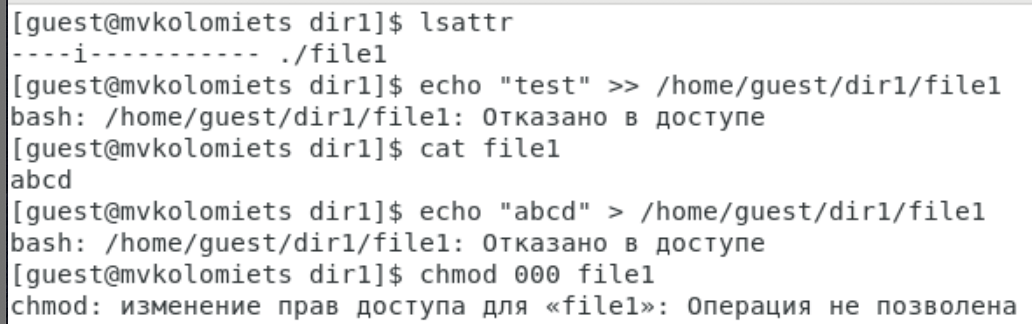 [guest@mvkolomiets dir1]$ lsattr
----i----------- ./file1
[guest@mvkolomiets dir1]$ echo "test" >> /home/guest/dir1/file1
bash: /home/guest/dir1/file1: Отказано в доступе
[guest@mvkolomiets dir1]$ cat file1
abcd
[guest@mvkolomiets dir1]$ echo "abcd" > /home/guest/dir1/file1
bash: /home/guest/dir1/file1: Отказано в доступе
[guest@mvkolomiets dir1]$ chmod 000 file1
chmod: изменение прав доступа для «file1»: Операция не позволена